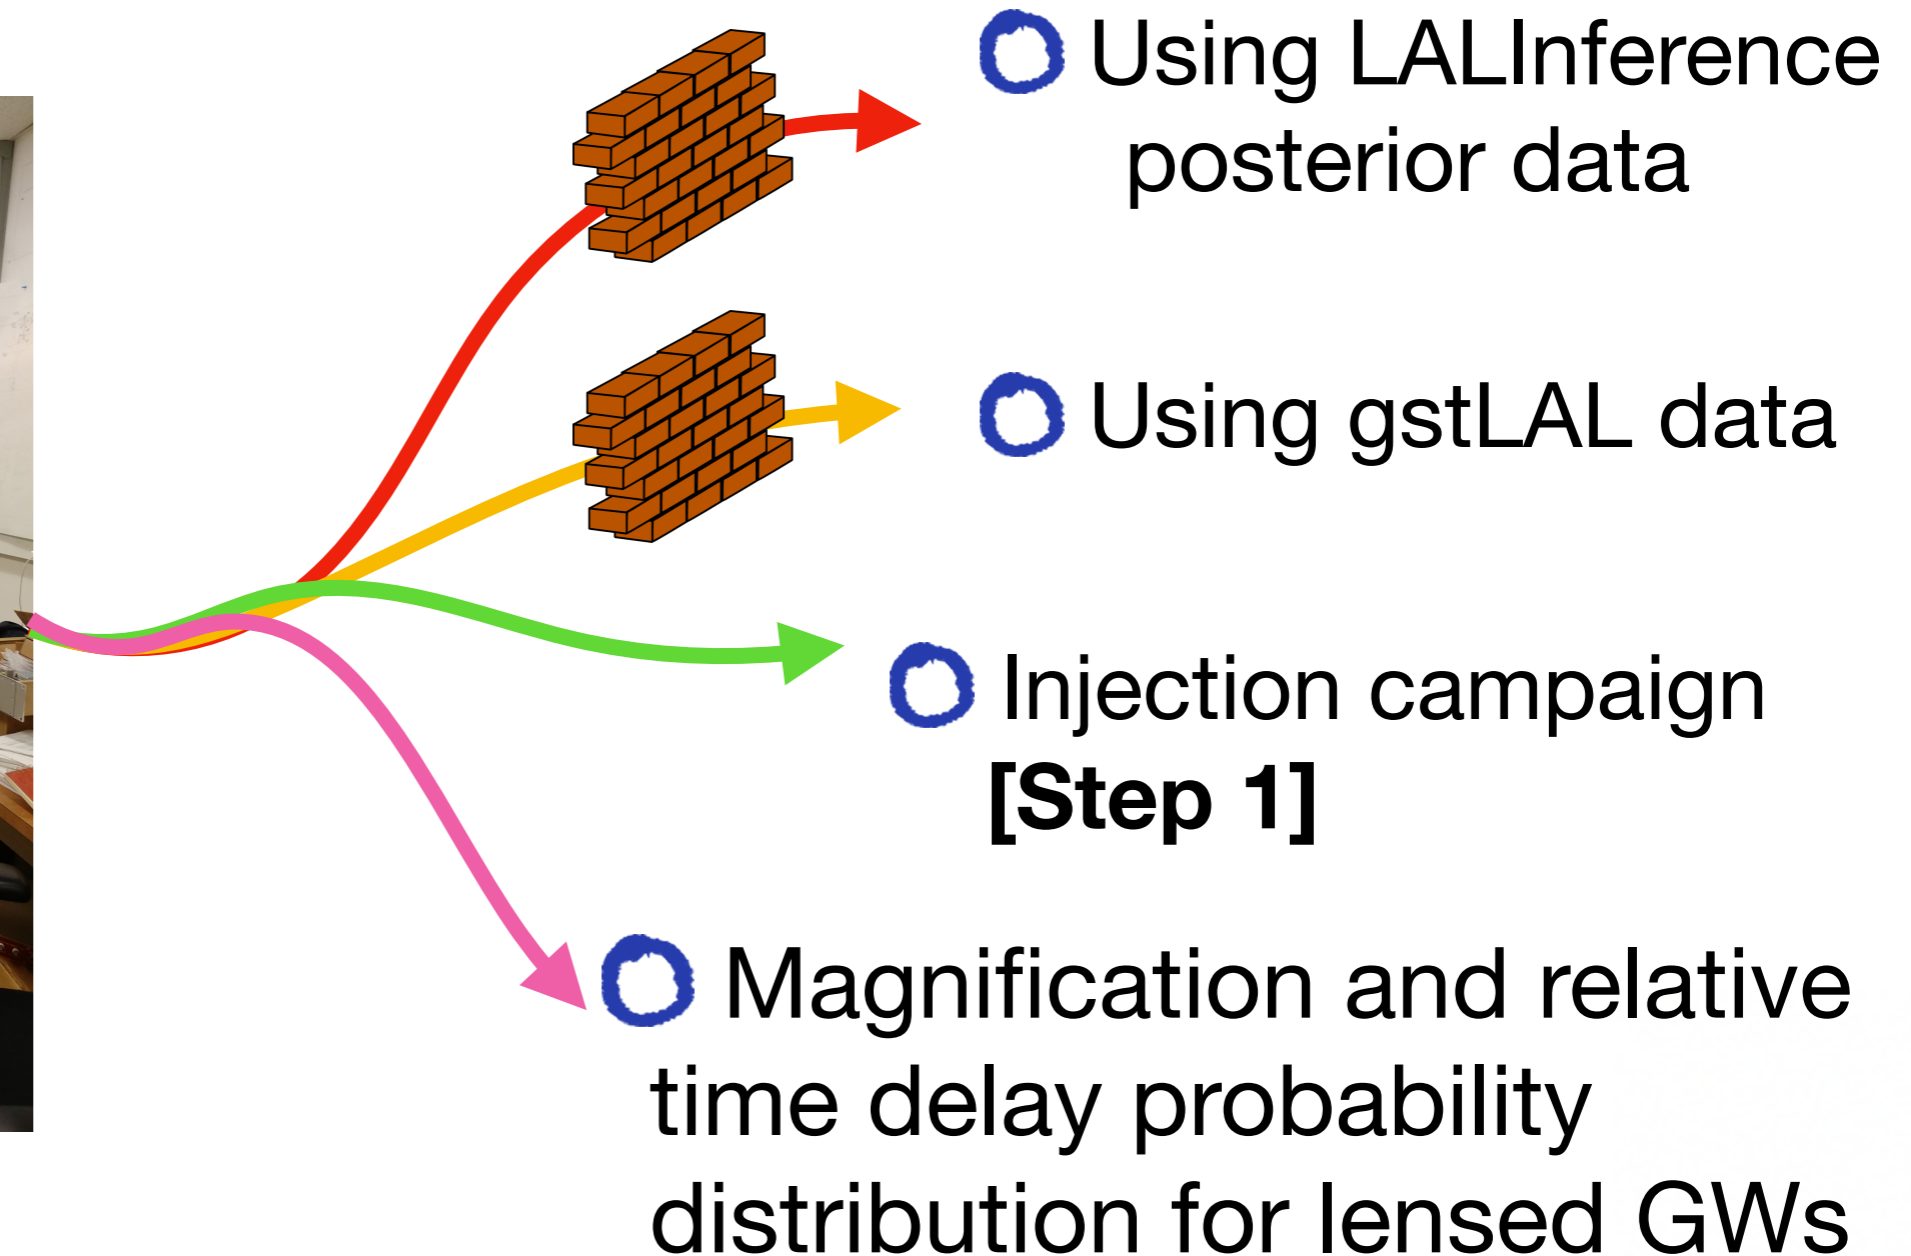 Using LALInference
posterior data
Using gstLAL data
Injection campaign
[Step 1]
Magnification and relative
time delay probability
distribution for lensed GWs